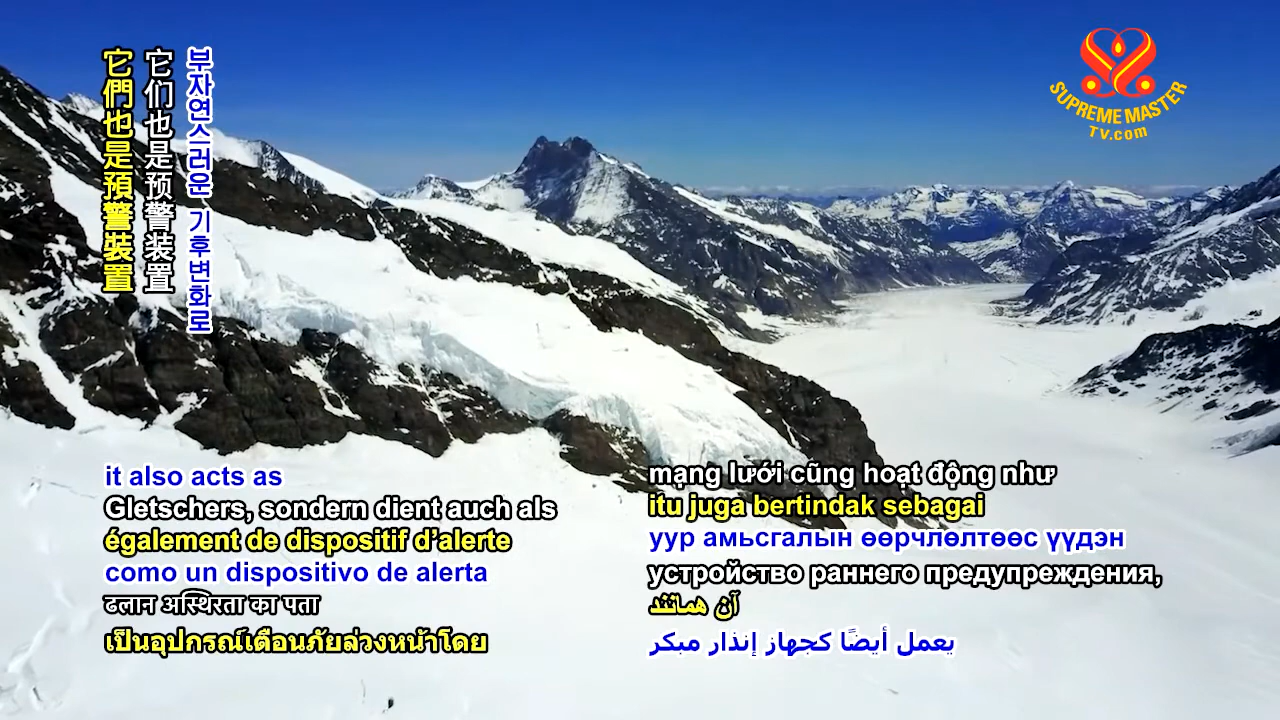 它們也是預警裝置
它们也是预警装置
부자연스러운 기후변화로
SUPREME MASTER
TV.com
it also acts as
Gletschers, sondern dient auch als
également de dispositif d’alerte
como un dispositivo de alerta
ढलान अस्थिरता का पता
เป็นอุปกรณ์เตือนภัยล่วงหน้าโดย
mạng lưới cũng hoạt động như
itu juga bertindak sebagai
уур амьсгалын өөрчлөлтөөс үүдэн
устройство раннего предупреждения,
آن همانند
يعمل أيضًا كجهاز إنذار مبكر